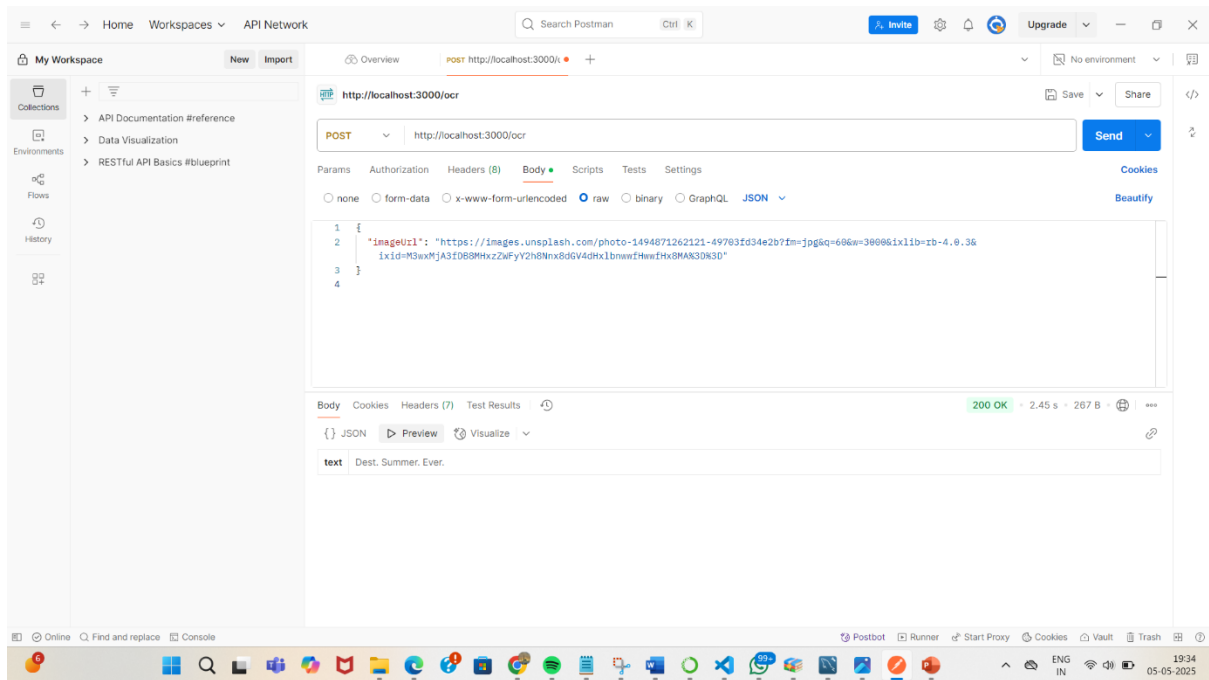 Home Workspaces API Network Search Postman Ctrl K Invite Upgrade
My Workspace New Import Overview POST http://localhost:3000/c + No environment
Collections
Environments
Flows
History
API Documentation #reference
Data Visualization
RESTful API Basics #blueprint
HTTP http://localhost:3000/ocr Save Share
POST http://localhost:3000/ocr Send
Params Authorization Headers (8) Body Scripts Tests Settings Cookies
none form-data x-www-form-urlencoded raw binary GraphQL JSON Beautify
1 {
2 "imageUrl": "https://images.unsplash.com/photo-1494871262121-49703fd34e2b?fm=jpg&q=60&w=3000&ixlib=rb-4.0.3&
ixid=M3wxMjA3fDB8MHxzZWFyY2h8Nnx8dGV4dHxlbnwwfHwwfHx8MA%3D%3D"
3 }
4
Body Cookies Headers (7) Test Results 200 OK 2.45 s 267 B
{} JSON Preview Visualize
text Dest. Summer. Ever.
Online Find and replace Console Postbot Runner Start Proxy Cookies Vault Trash
6 99+ ENG 19:34
IN 05-05-2025